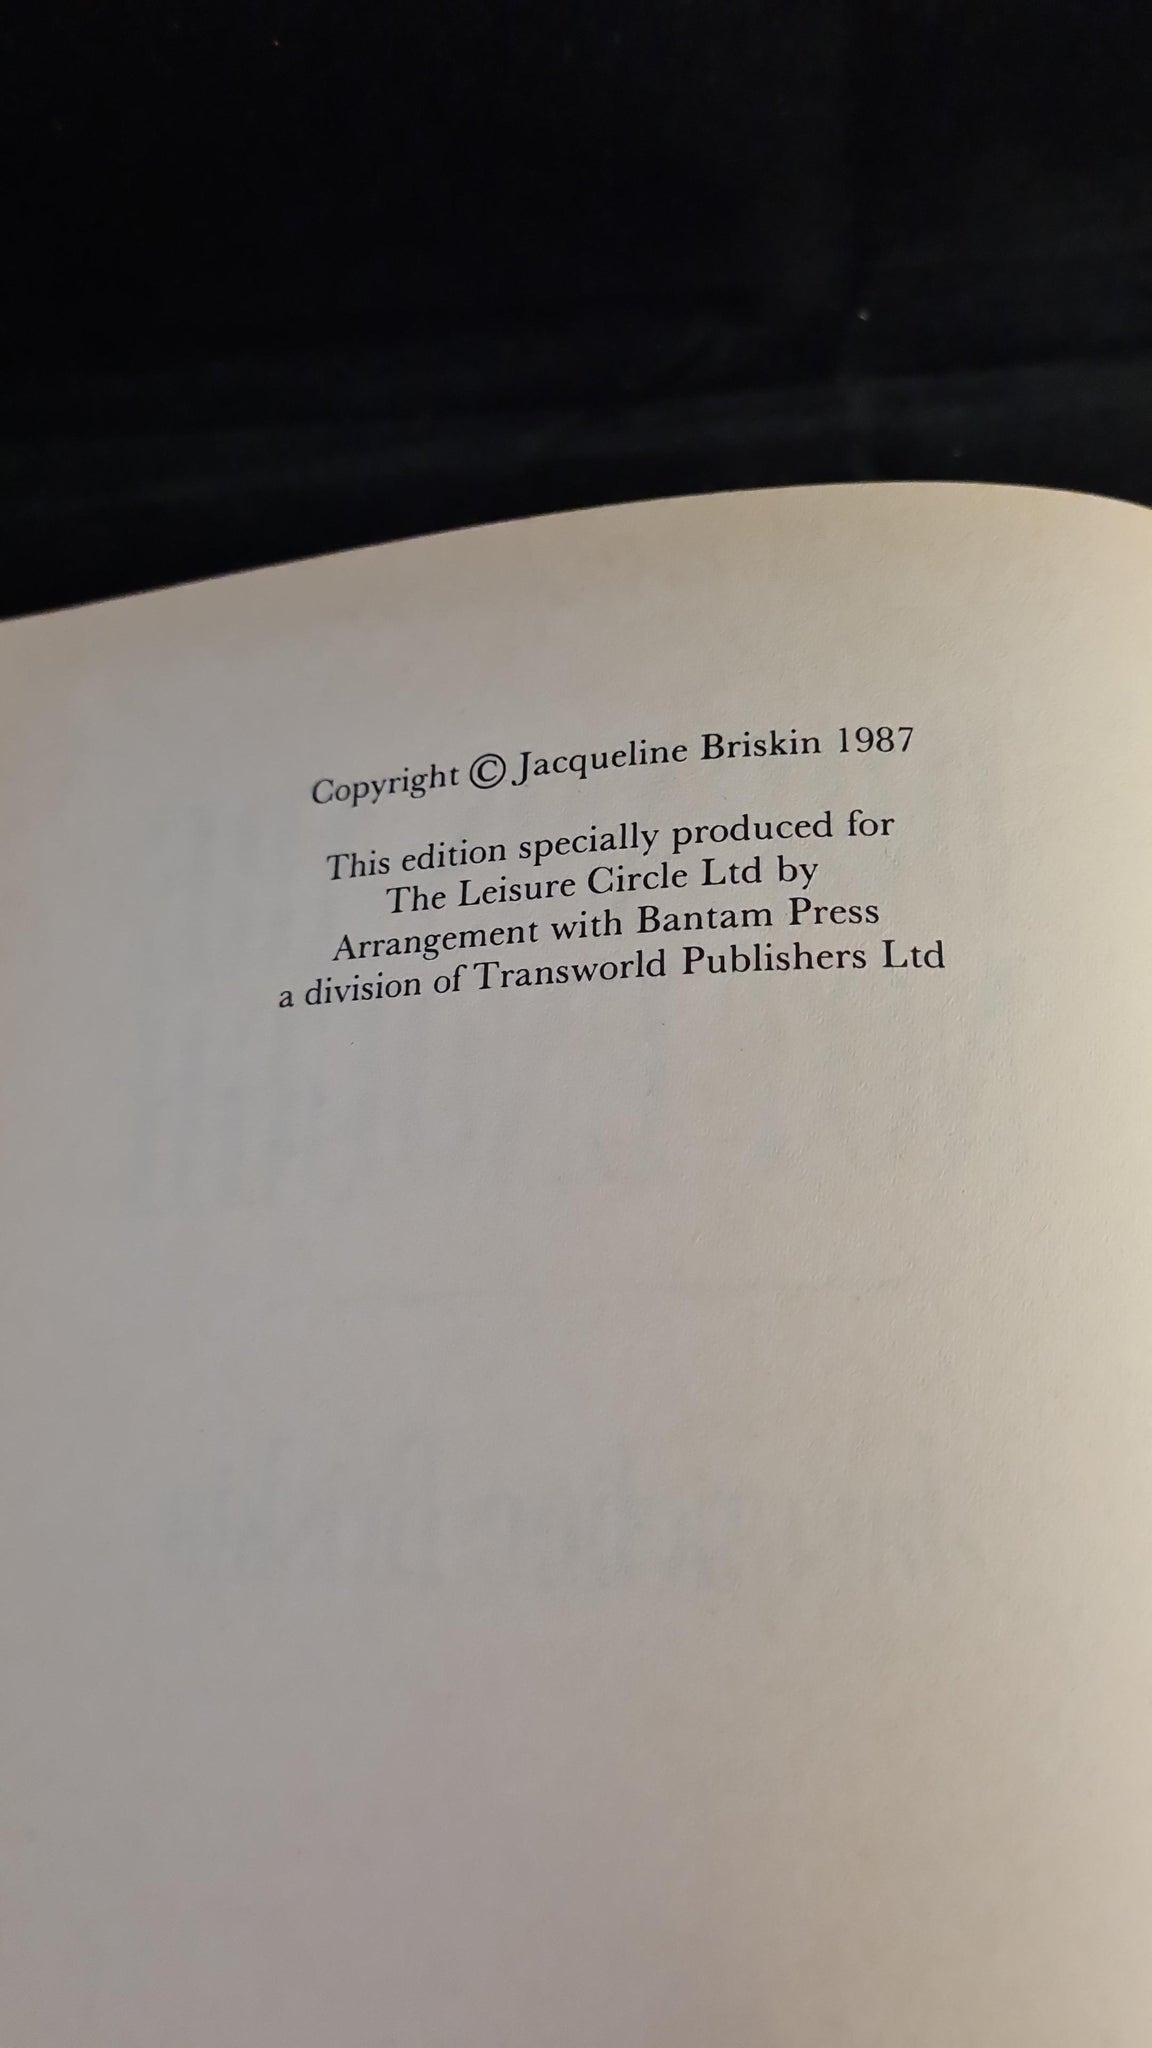 Copyright © Jacqueline Briskin 1987
This edition specially produced for
The Leisure Circle Ltd by
Arrangement with Bantam Press
a division of Transworld Publishers Ltd